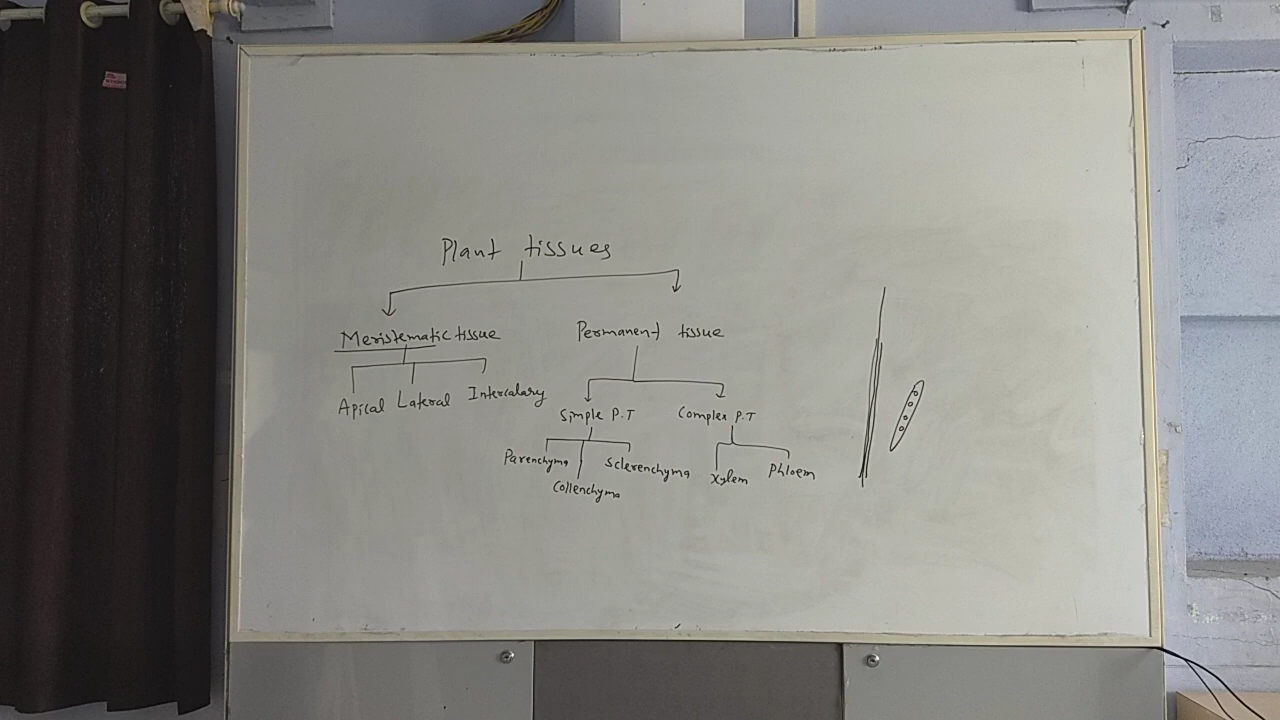 Plant tissues
Meristematic tissue
Permanent tissue
Apical Lateral Intercalary
Simple P.T
Complex P.T
Parenchyma
Collenchyma
Sclerenchyma
Xylem
Phloem